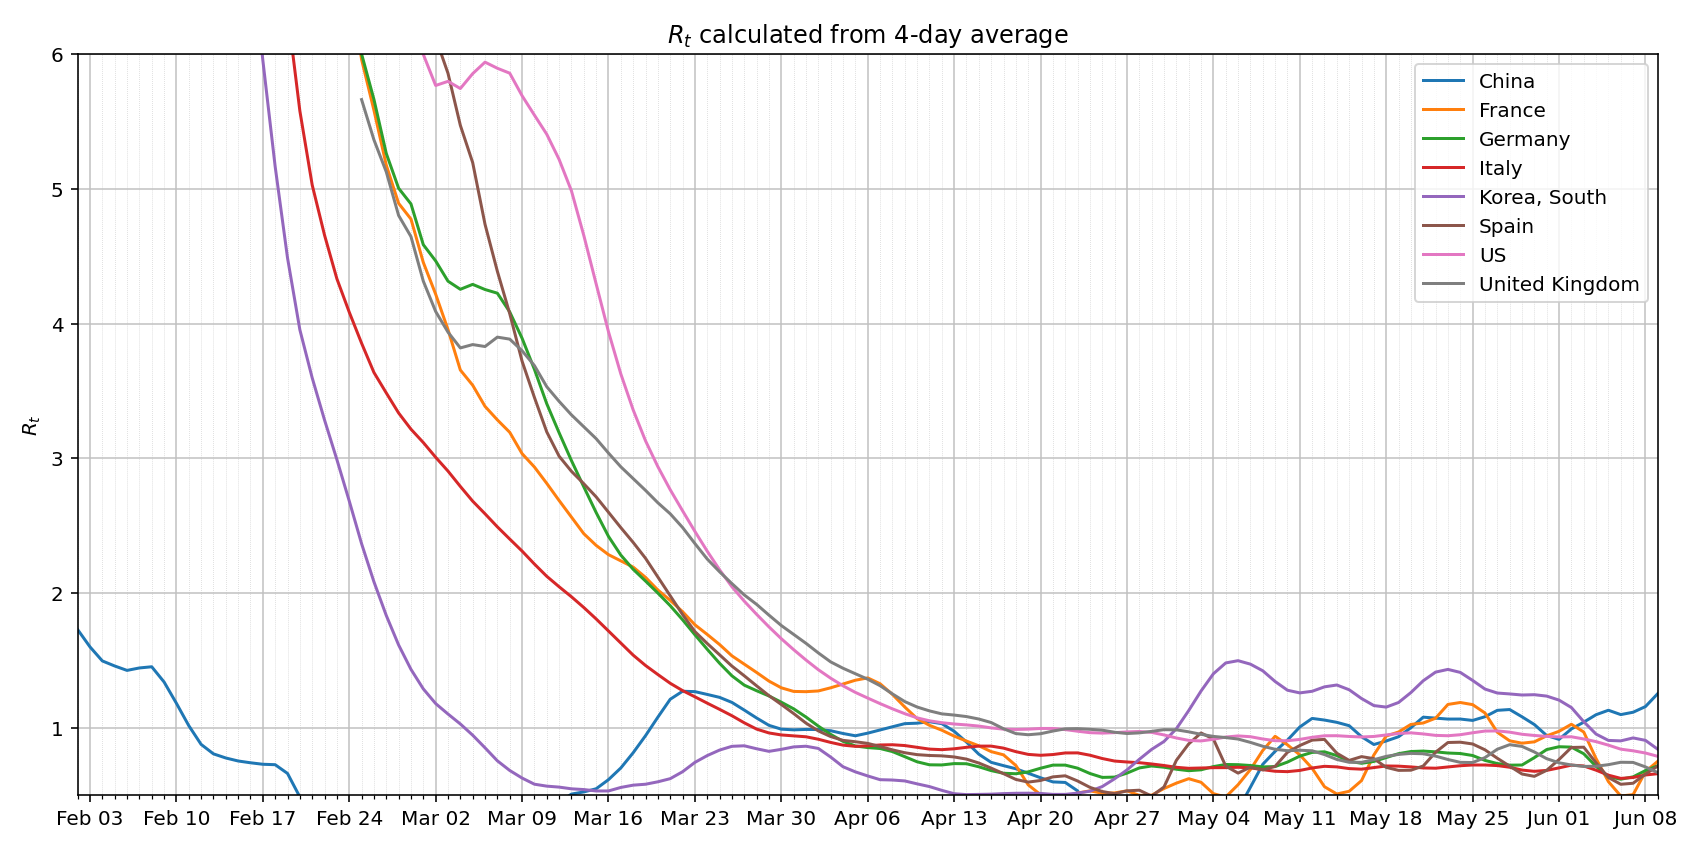 R_t calculated from 4-day average
6
5
4
3
2
1
R_t
China
France
Germany
Italy
Korea, South
Spain
US
United Kingdom
Feb 03 Feb 10 Feb 17 Feb 24 Mar 02 Mar 09 Mar 16 Mar 23 Mar 30 Apr 06 Apr 13 Apr 20 Apr 27 May 04 May 11 May 18 May 25 Jun 01 Jun 08